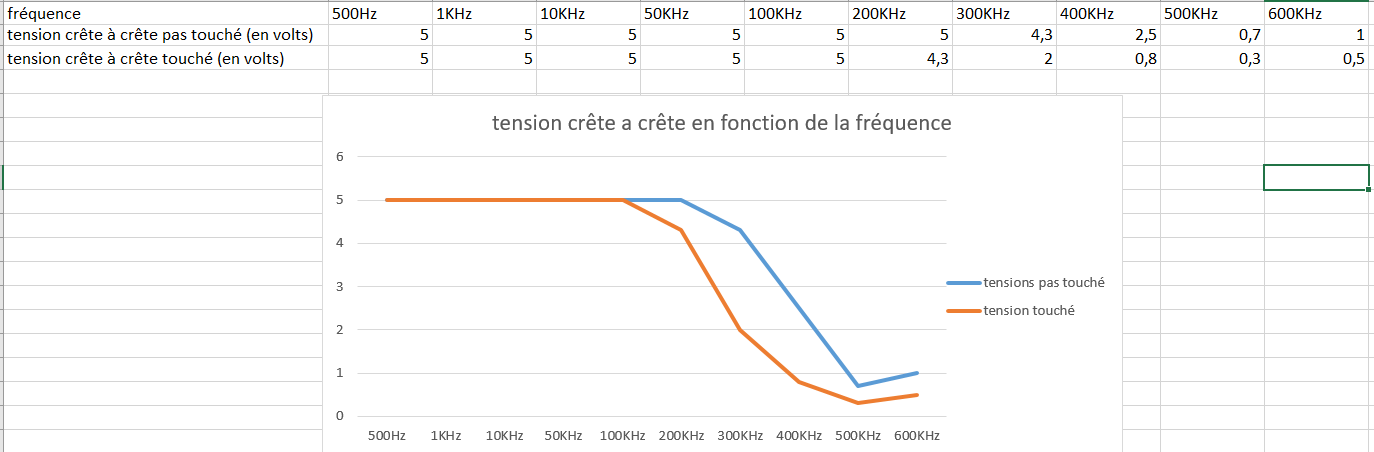 fréquence 500Hz 1KHz 10KHz 50KHz 100KHz 200KHz 300KHz 400KHz 500KHz 600KHz
tension crête à crête pas touché (en volts) 5 5 5 5 5 5 4,3 2,5 0,7 1
tension crête à crête touché (en volts) 5 5 5 5 5 4,3 2 0,8 0,3 0,5
tension crête a crête en fonction de la fréquence
6
5
4
3
2
1
0
500Hz 1KHz 10KHz 50KHz 100KHz 200KHz 300KHz 400KHz 500KHz 600KHz
tensions pas touché
tension touché